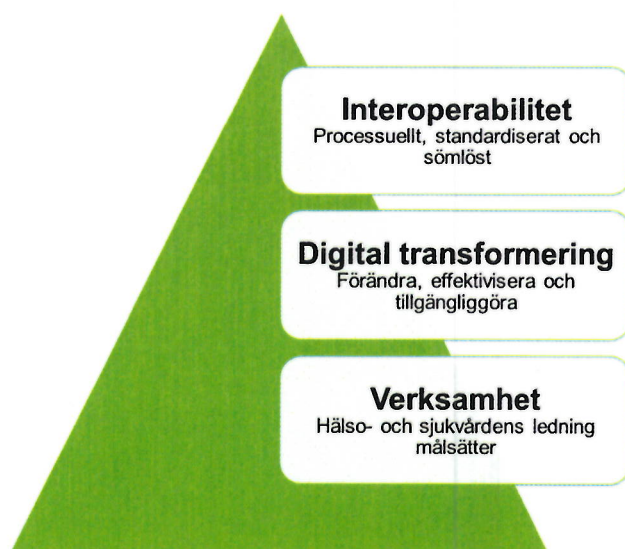 Interoperabilitet
Processuellt, standardiserat och
sömlöst
Digital transformering
Förändra, effektivisera och
tillgängliggöra
Verksamhet
Hälso- och sjukvårdens ledning
målsätter